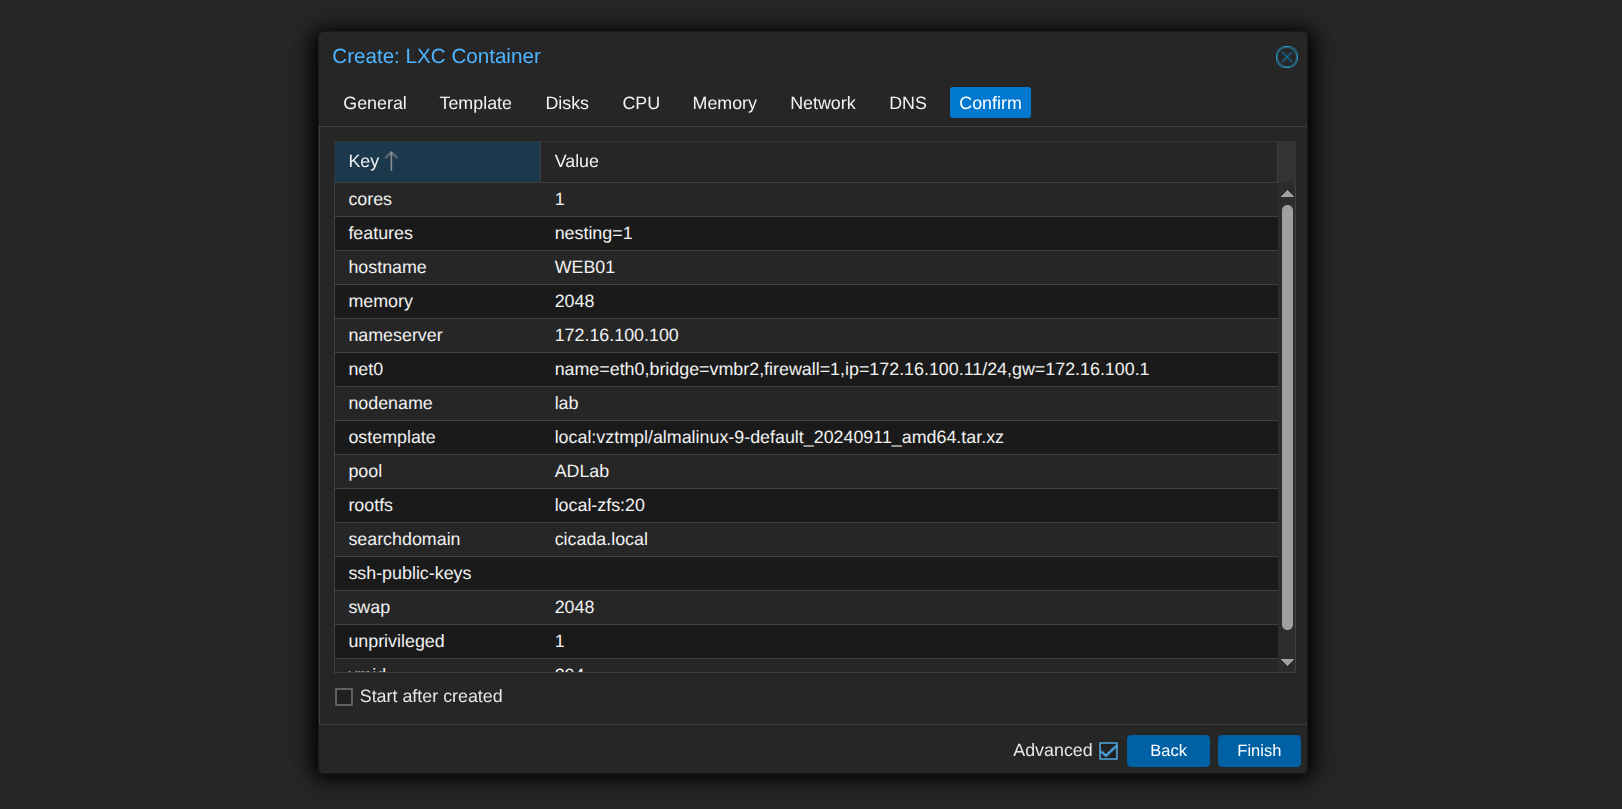 Create: LXC Container
General Template Disks CPU Memory Network DNS Confirm
Key Value
cores 1
features nesting=1
hostname WEB01
memory 2048
nameserver 172.16.100.100
net0 name=eth0,bridge=vmbr2,firewall=1,ip=172.16.100.11/24,gw=172.16.100.1
nodename lab
ostemplate local:vztmpl/almalinux-9-default_20240911_amd64.tar.xz
pool ADLab
rootfs local-zfs:20
searchdomain cicada.local
ssh-public-keys
swap 2048
unprivileged 1
Start after created
Advanced Back Finish